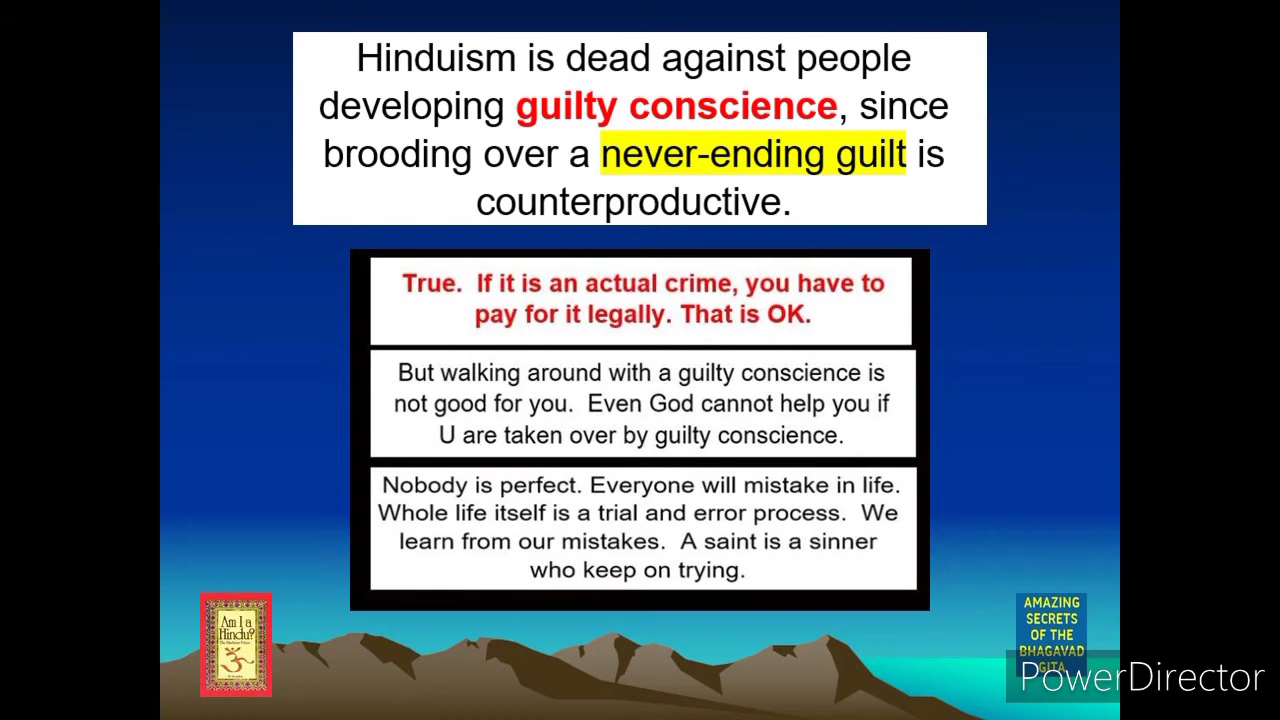 Hinduism is dead against people
developing guilty conscience, since
brooding over a never-ending guilt is
counterproductive.
True. If it is an actual crime, you have to
pay for it legally. That is OK.
But walking around with a guilty conscience is
not good for you. Even God cannot help you if
U are taken over by guilty conscience.
Nobody is perfect. Everyone will mistake in life.
Whole life itself is a trial and error process. We
learn from our mistakes. A saint is a sinner
who keep on trying.
Am I a
Hindu?
AMAZING
SECRETS
OF THE
BHAGAVAD
GITA
PowerDirector